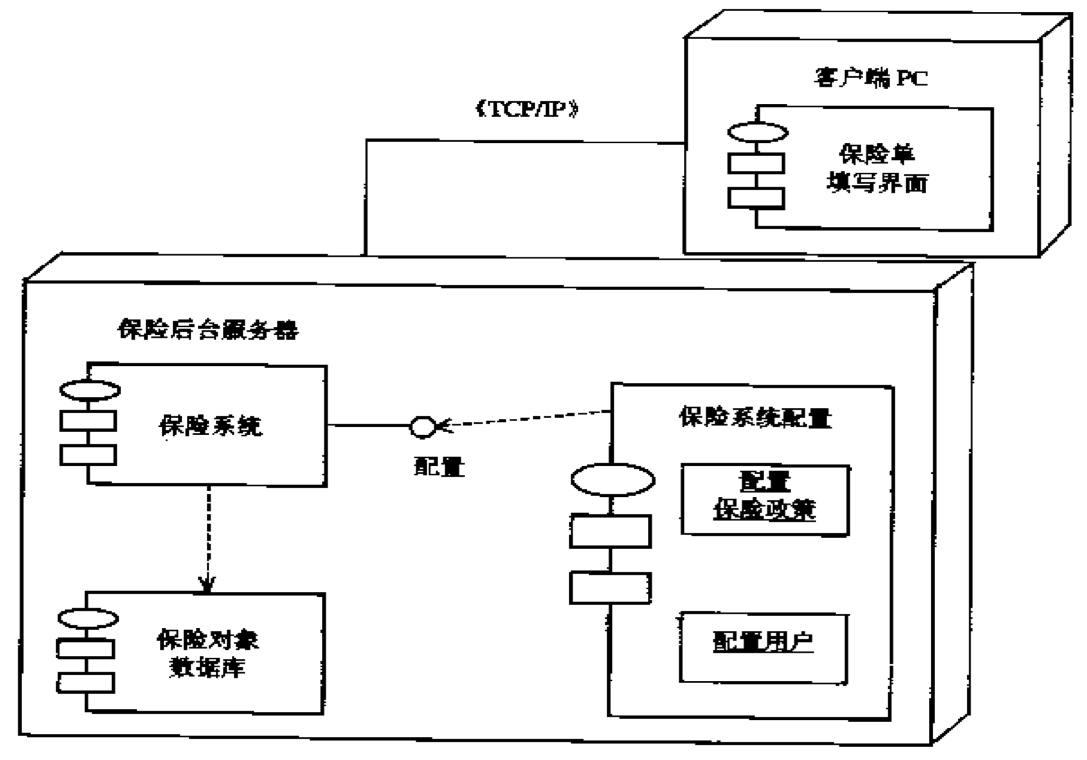 客户端 PC
《TCP/IP》
保险单
填写界面
保险后台服务器
保险系统
配置
保险系统配置
配置
保险政策
配置用户
保险对象
数据库